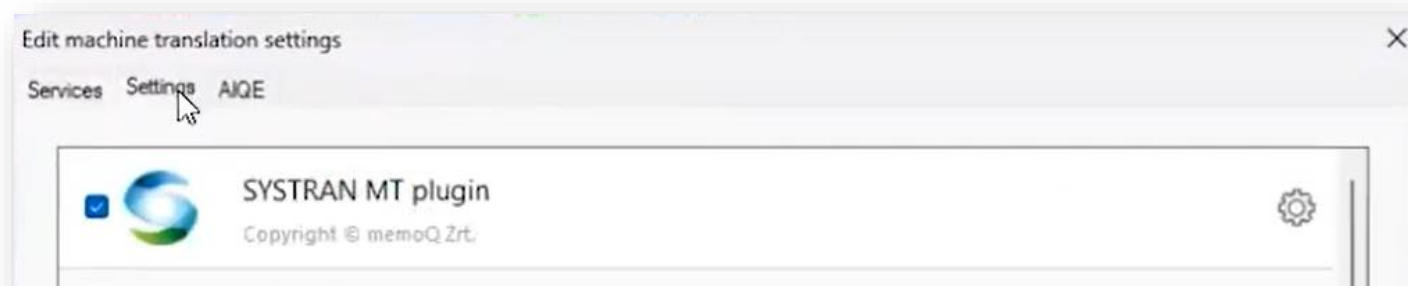 Edit machine translation settings
Services Settings AIQE
SYSTRAN MT plugin
Copyright © memoQ Zrt.